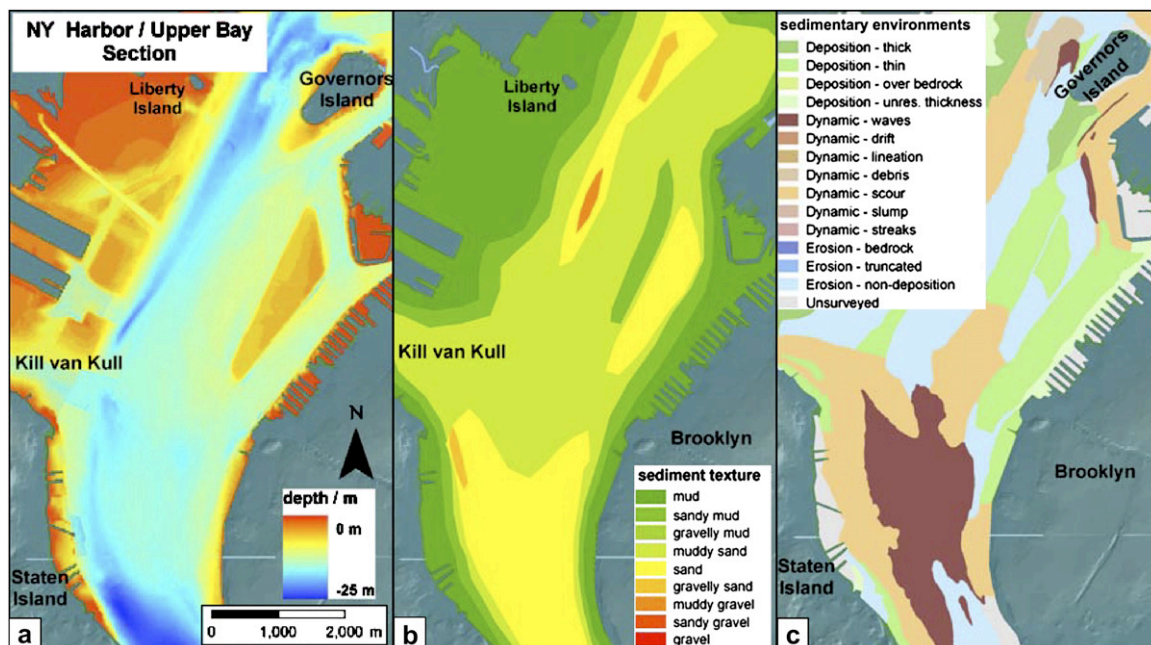 NY Harbor / Upper Bay
Section
Liberty
Island
Governors
Island
Kill van Kull
N
depth / m
0 m
-25 m
Staten
Island
0 1,000 2,000 m
a
Liberty
Island
Kill van Kull
Brooklyn
sediment texture
mud
sandy mud
gravelly mud
muddy sand
sand
gravelly sand
muddy gravel
sandy gravel
gravel
b
sedimentary environments
Deposition - thick
Deposition - thin
Deposition - over bedrock
Deposition - unres. thickness
Dynamic - waves
Dynamic - drift
Dynamic - lineation
Dynamic - debris
Dynamic - scour
Dynamic - slump
Dynamic - streaks
Erosion - bedrock
Erosion - truncated
Erosion - non-deposition
Unsurveyed
Governors
Island
Brooklyn
Staten
Island
c